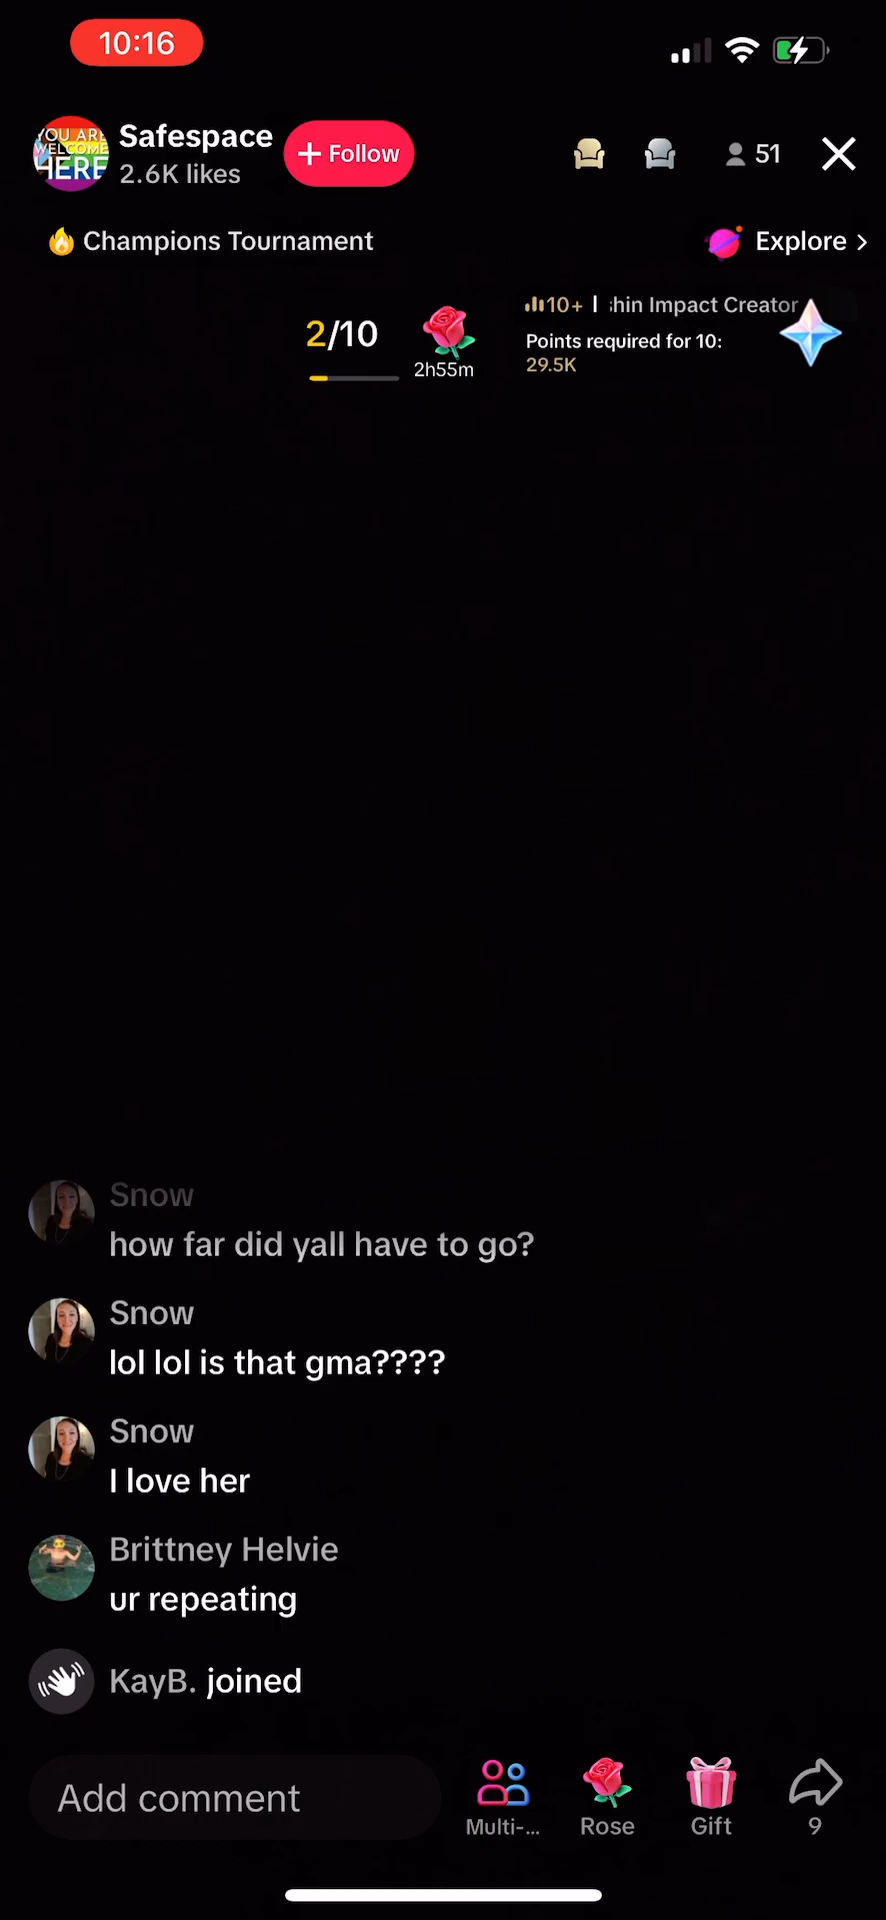 10:16
YOU ARE
WELCOME
HERE
Safespace
2.6K likes
+ Follow
51
Champions Tournament
Explore >
2/10
2h55m
10+
Impact Creator
Points required for 10:
29.5K
Snow
how far did yall have to go?
Snow
lol lol is that gma????
Snow
I love her
Brittney Helvie
ur repeating
KayB. joined
Add comment
Multi-...
Rose
Gift
9